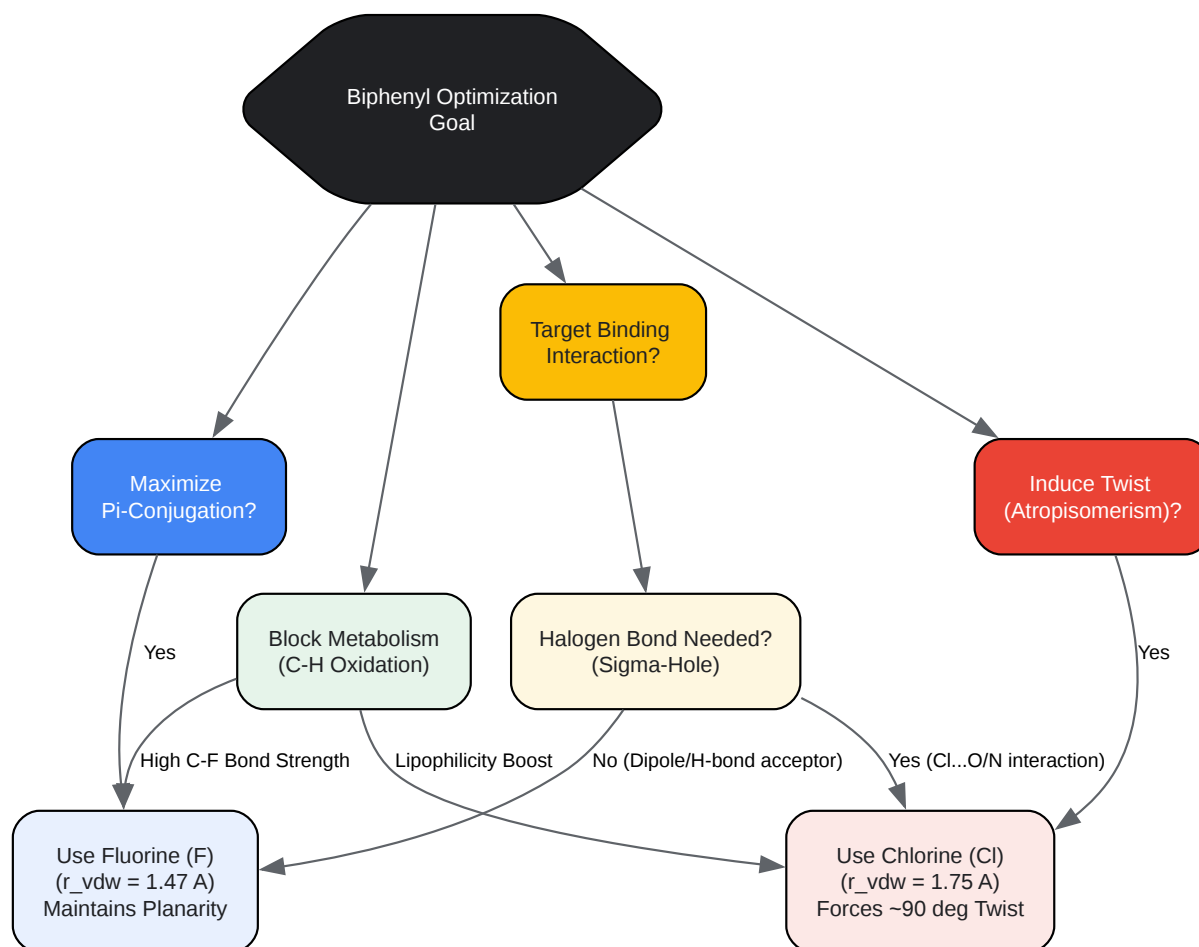 Biphenyl Optimization
Goal
Target Binding
Interaction?
Maximize
Pi-Conjugation?
Induce Twist
(Atropisomerism)?
Yes
Block Metabolism
(C-H Oxidation)
Halogen Bond Needed?
(Sigma-Hole)
Yes
High C-F Bond Strength
Lipophilicity Boost
No (Dipole/H-bond acceptor)
Yes (Cl...O/N interaction)
Use Fluorine (F)
(r_vdw = 1.47 A)
Maintains Planarity
Use Chlorine (Cl)
(r_vdw = 1.75 A)
Forces ~90 deg Twist